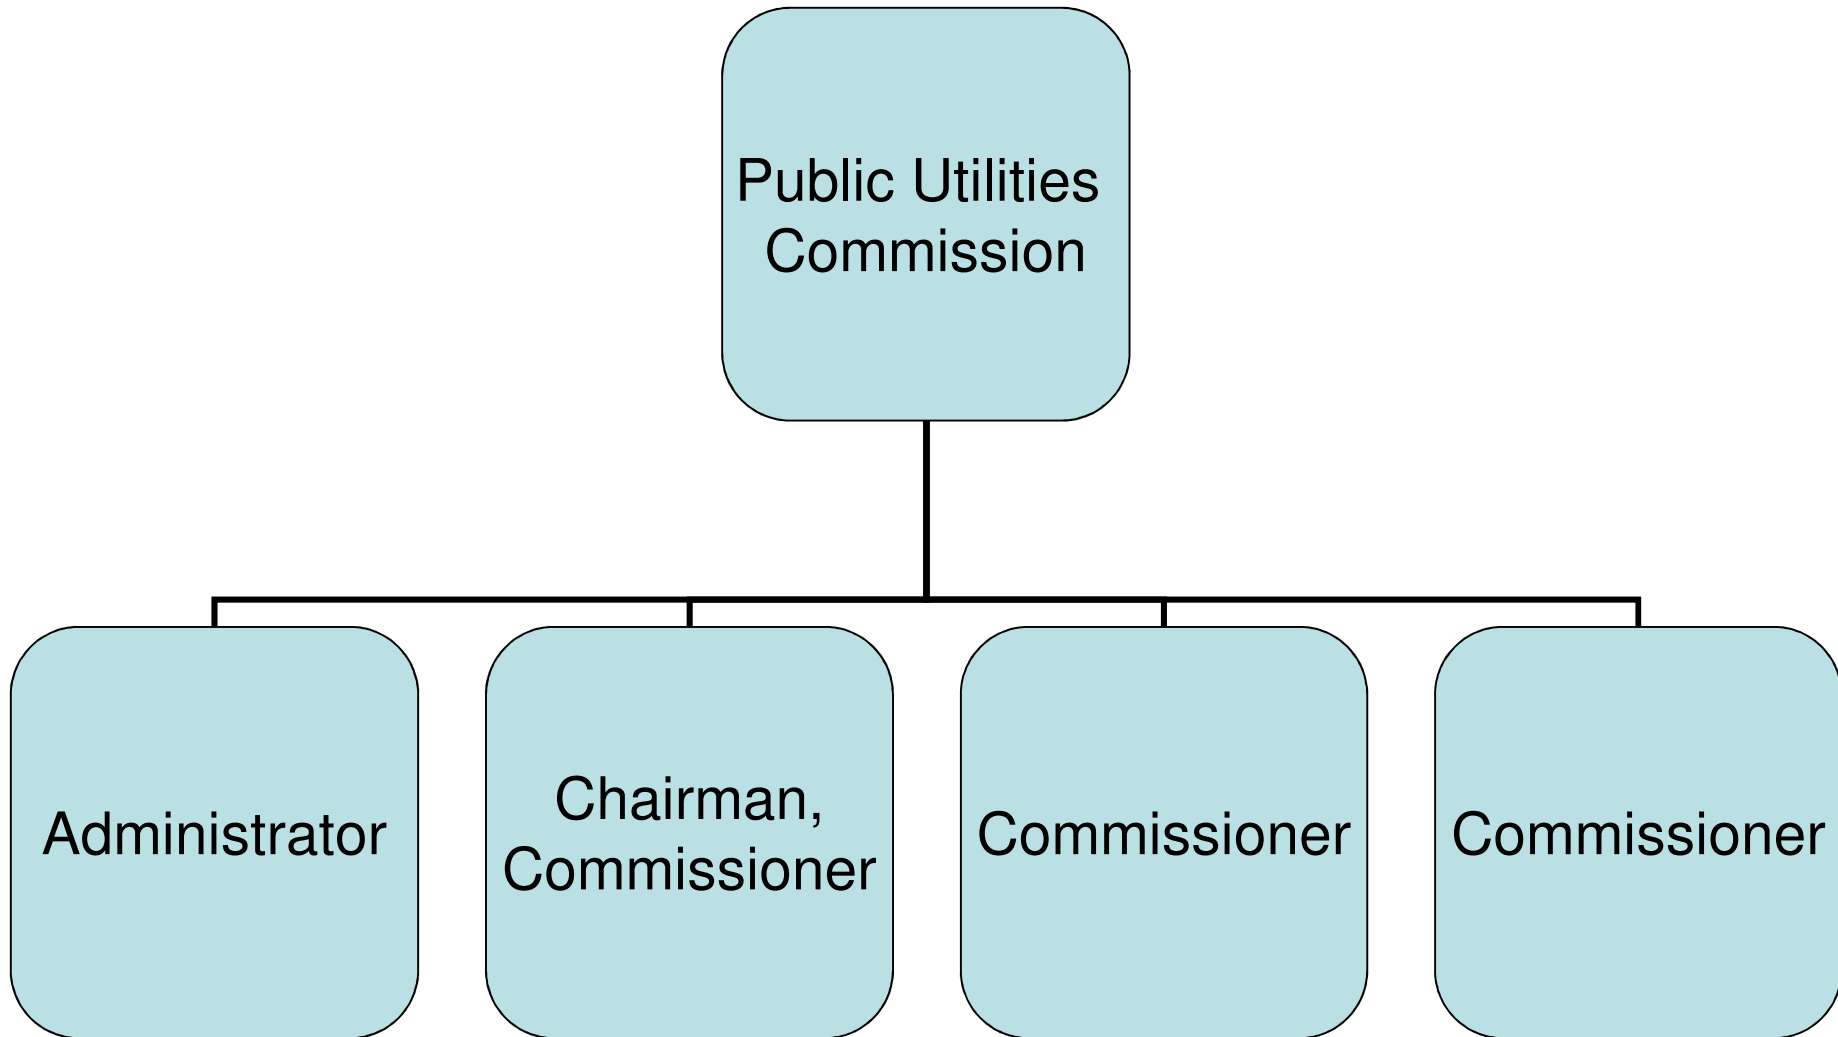 Public Utilities
Commission
Administrator
Chairman,
Commissioner
Commissioner
Commissioner